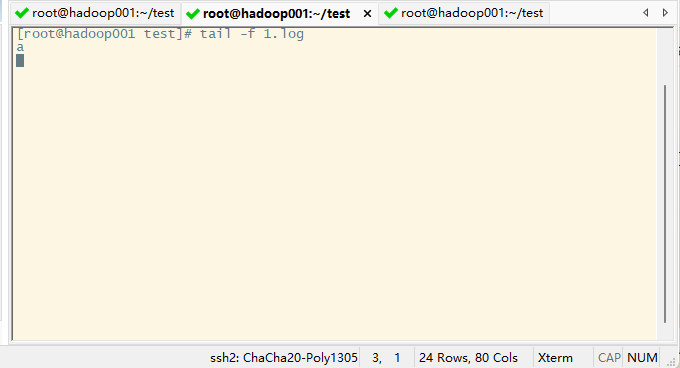 root@hadoop001:~/test root@hadoop001:~/test × root@hadoop001:~/test
[root@hadoop001 test]# tail -f 1.log
a
ssh2: ChaCha20-Poly1305 3, 1 24 Rows, 80 Cols Xterm CAP NUM